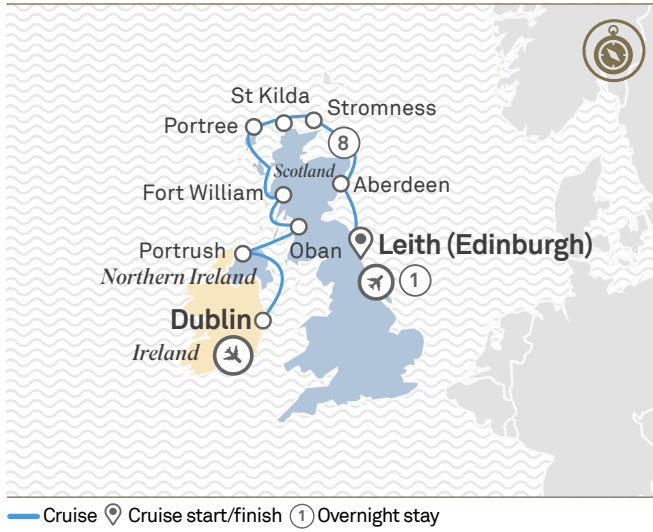 St Kilda
Stromness
Portree
8
Scotland
Aberdeen
Fort William
Oban
Leith (Edinburgh)
Portrush
Northern Ireland
1
Dublin
Ireland
Cruise Cruise start/finish 1 Overnight stay